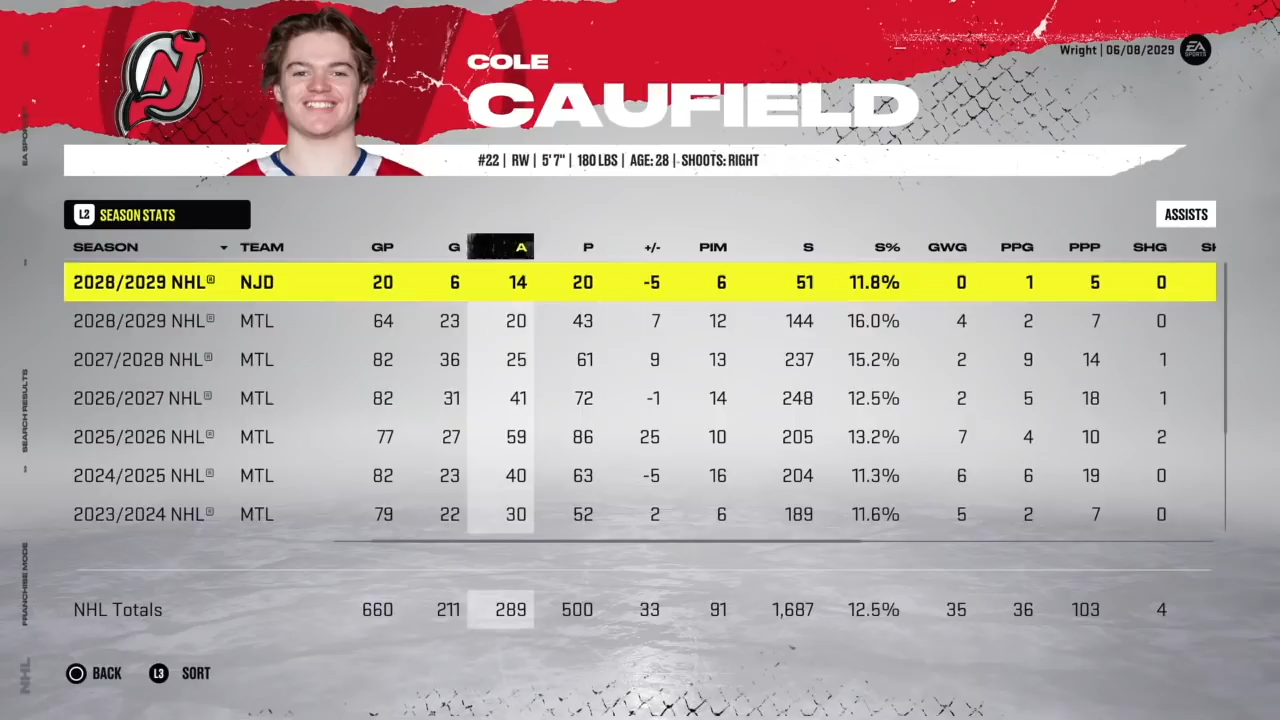 COLE
CAUFIELD
Wright | 06/08/2029
EA SPORTS
#22 | RW | 5' 7" | 180 LBS | AGE: 28 | SHOOTS: RIGHT
L2 SEASON STATS
ASSISTS
SEASON TEAM GP G A P +/- PIM S S% GWG PPG PPP SHG
2028/2029 NHL® NJD 20 6 14 20 -5 6 51 11.8% 0 1 5 0
2028/2029 NHL® MTL 64 23 20 43 7 12 144 16.0% 4 2 7 0
2027/2028 NHL® MTL 82 36 25 61 9 13 237 15.2% 2 9 14 1
2026/2027 NHL® MTL 82 31 41 72 -1 14 248 12.5% 2 5 18 1
2025/2026 NHL® MTL 77 27 59 86 25 10 205 13.2% 7 4 10 2
2024/2025 NHL® MTL 82 23 40 63 -5 16 204 11.3% 6 6 19 0
2023/2024 NHL® MTL 79 22 30 52 2 6 189 11.6% 5 2 7 0
NHL Totals 660 211 289 500 33 91 1,687 12.5% 35 36 103 4
BACK L3 SORT
NHL
FRANCHISE MODE
SEARCH RESULTS